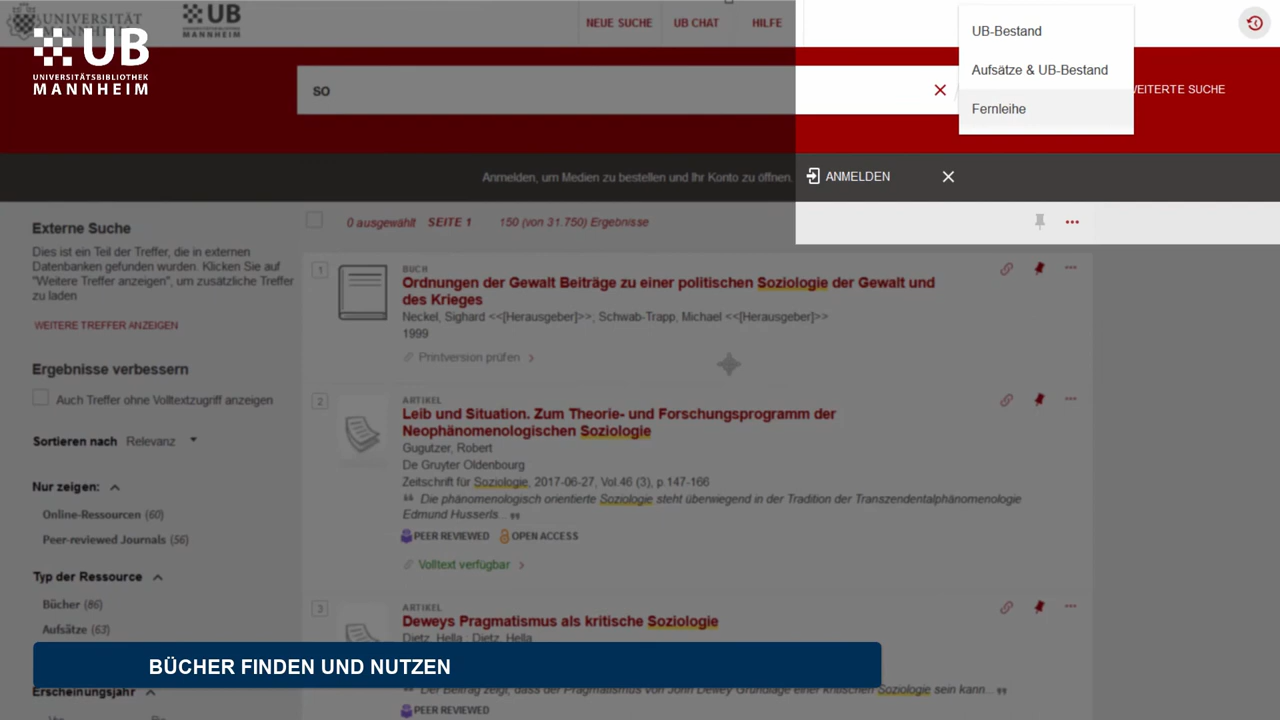 UNIVERSITÄT
UB
MANNHEIM
NEUE SUCHE
UB CHAT
HILFE
UB-Bestand
Aufsätze & UB-Bestand
Fernleihe
UB
UNIVERSITÄTSBIBLIOTHEK
MANNHEIM
so
WEITERTE SUCHE
Anmelden, um Medien zu bestellen und Ihr Konto zu öffnen.
ANMELDEN
0 ausgewählt SEITE 1 150 (von 31.750) Ergebnisse
Externe Suche
Dies ist ein Teil der Treffer, die in externen
Datenbanken gefunden wurden. Klicken Sie auf
"Weitere Treffer anzeigen", um zusätzliche Treffer
zu laden
WEITERE TREFFER ANZEIGEN
Ergebnisse verbessern
Auch Treffer ohne Volltextzugriff anzeigen
Sortieren nach Relevanz
Nur zeigen:
Online-Ressourcen (60)
Peer-reviewed Journals (56)
Typ der Ressource
Bücher (86)
Aufsätze (63)
Erscheinungsjahr
Von Bis
1
BUCH
Ordnungen der Gewalt Beiträge zu einer politischen Soziologie der Gewalt und
des Krieges
Neckel, Sighard <<[Herausgeber]>>; Schwab-Trapp, Michael <<[Herausgeber]>>
1999
Printversion prüfen
2
ARTIKEL
Leib und Situation. Zum Theorie- und Forschungsprogramm der
Neophänomenologischen Soziologie
Gugutzer, Robert
De Gruyter Oldenbourg
Zeitschrift für Soziologie, 2017-06-27, Vol.46 (3), p.147-166
Die phänomenologisch orientierte Soziologie steht überwiegend in der Tradition der Transzendentalphänomenologie
Edmund Husserls...
PEER REVIEWED OPEN ACCESS
Volltext verfügbar
3
ARTIKEL
Deweys Pragmatismus als kritische Soziologie
Dietz, Hella ; Dietz, Hella
BÜCHER FINDEN UND NUTZEN
Der Beitrag zeigt, dass der Pragmatismus von John Dewey Grundlage einer kritischen Soziologie sein kann...
PEER REVIEWED